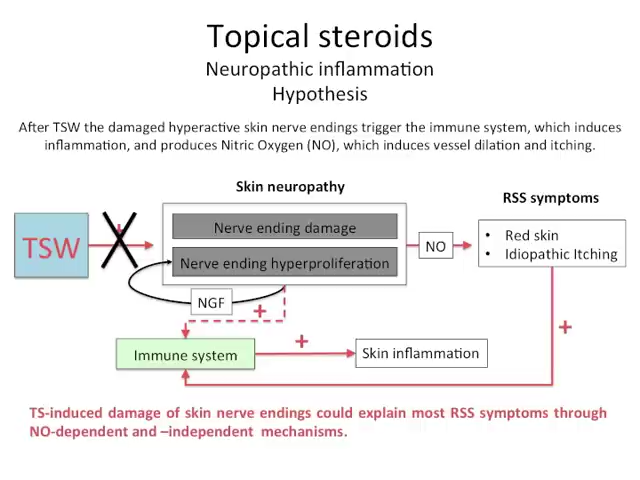 Topical steroids
Neuropathic inflammation
Hypothesis
After TSW the damaged hyperactive skin nerve endings trigger the immune system, which induces
inflammation, and produces Nitric Oxygen (NO), which induces vessel dilation and itching.
Skin neuropathy
RSS symptoms
TSW
+
Nerve ending damage
Nerve ending hyperproliferation
NO
• Red skin
• Idiopathic Itching
NGF
+
+
+
Immune system
Skin inflammation
TS-induced damage of skin nerve endings could explain most RSS symptoms through
NO-dependent and –independent mechanisms.